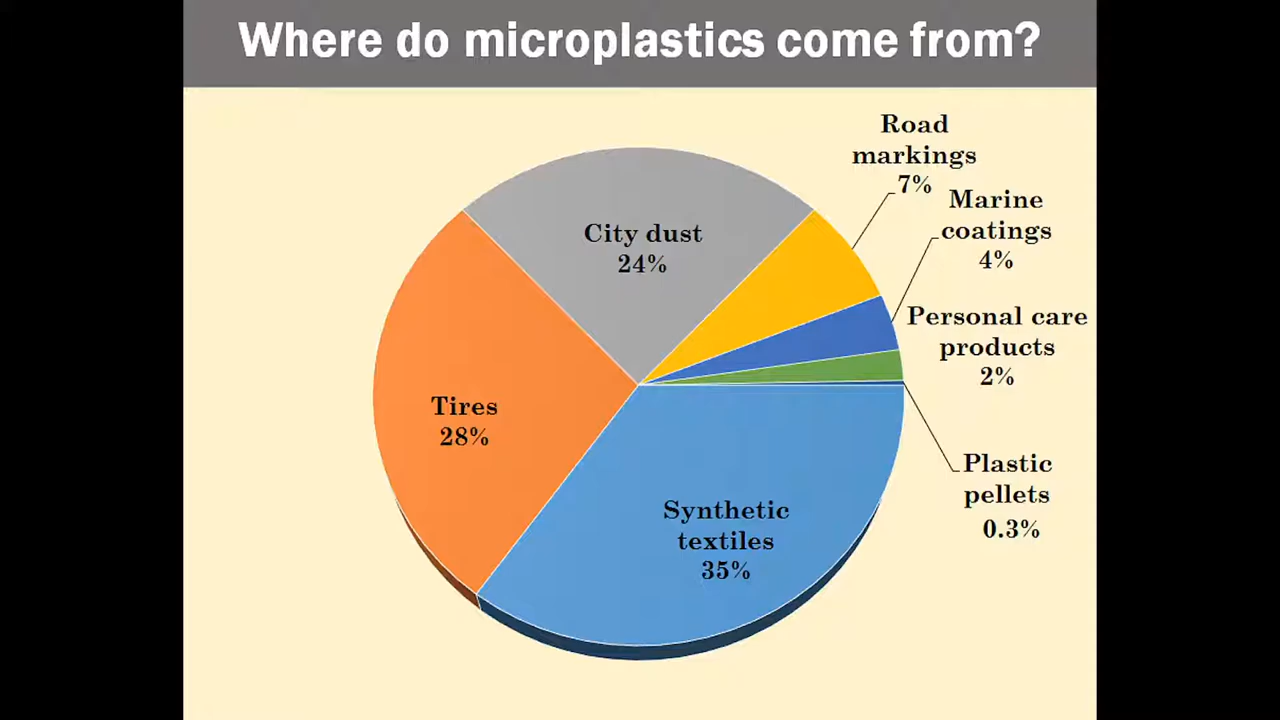 Where do microplastics come from?
Road
markings
7%
Marine
coatings
4%
City dust
24%
Personal care
products
2%
Tires
28%
Plastic
pellets
0.3%
Synthetic
textiles
35%